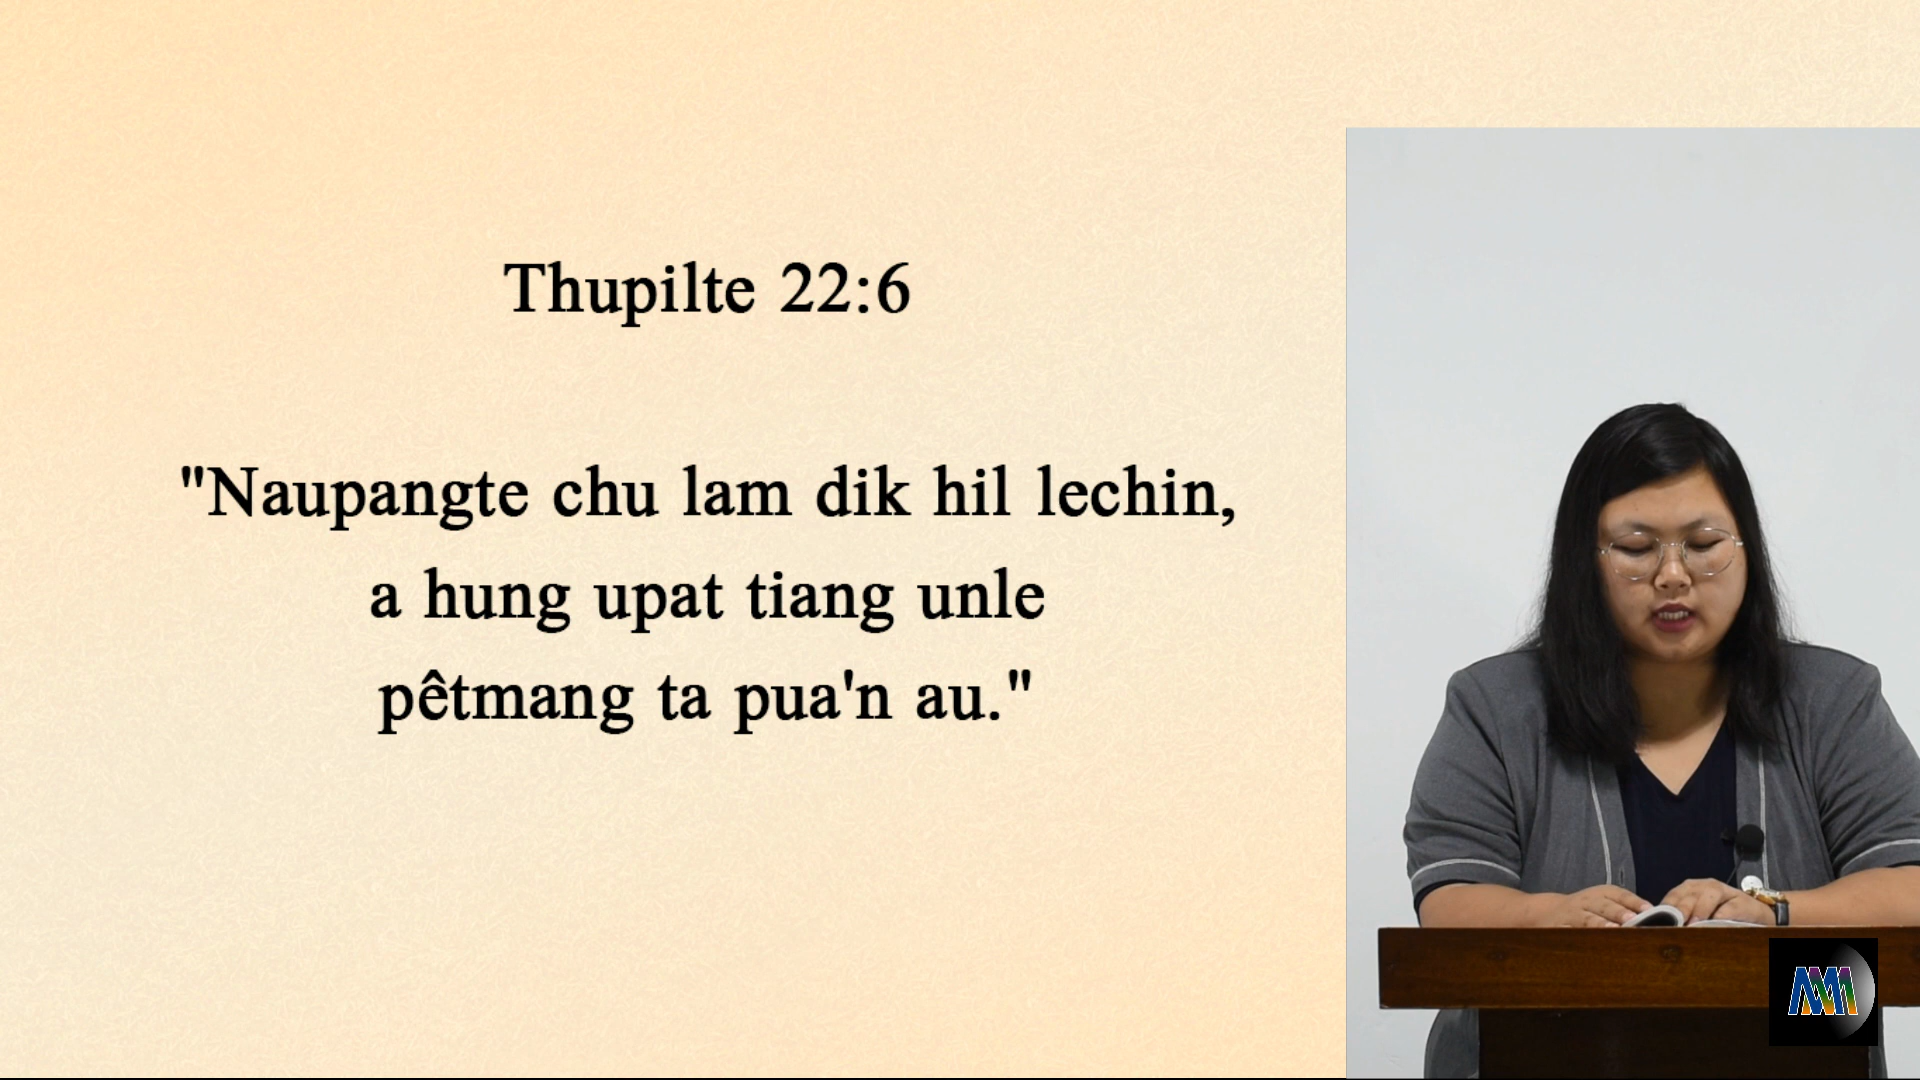 Thupilte 22:6
"Naupangte chu lam dik hil lechin,
a hung upat tiang unle
pêtmang ta pua'n au."